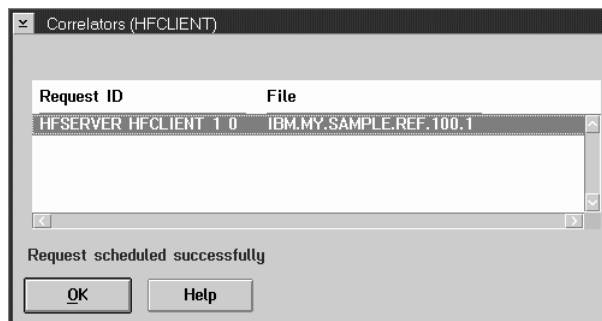 Correlators (HFCLIENT)
Request ID File
HFSERVER HFCLIENT 1 0 IBM.MY.SAMPLE.REF.100.1
Request scheduled successfully
OK Help